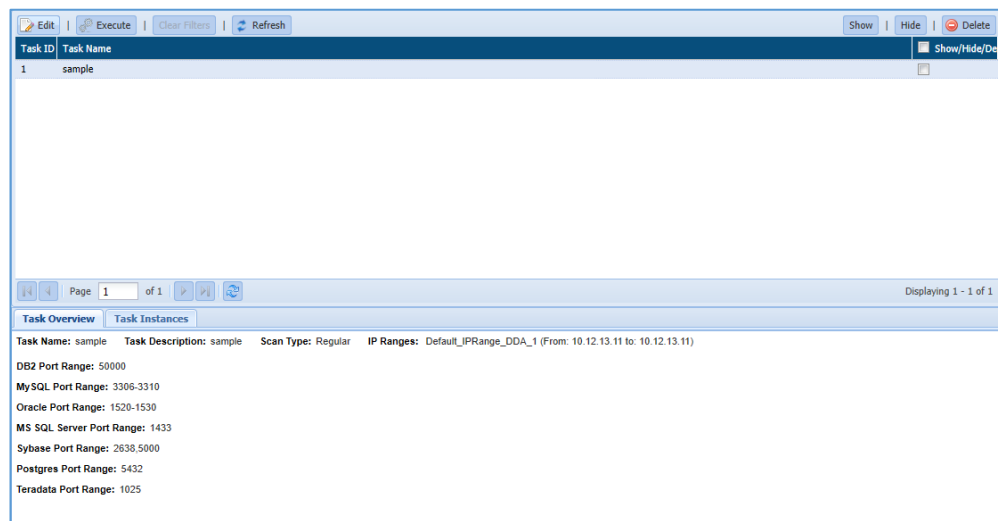 Edit | Execute | Clear Filters | Refresh Show | Hide | Delete
Task ID Task Name Show/Hide/De
1 sample
Page 1 of 1 Displaying 1 - 1 of 1
Task Overview Task Instances
Task Name: sample Task Description: sample Scan Type: Regular IP Ranges: Default_IPRange_DDA_1 (From: 10.12.13.11 to: 10.12.13.11)
DB2 Port Range: 50000
MySQL Port Range: 3306-3310
Oracle Port Range: 1520-1530
MS SQL Server Port Range: 1433
Sybase Port Range: 2638,5000
Postgres Port Range: 5432
Teradata Port Range: 1025